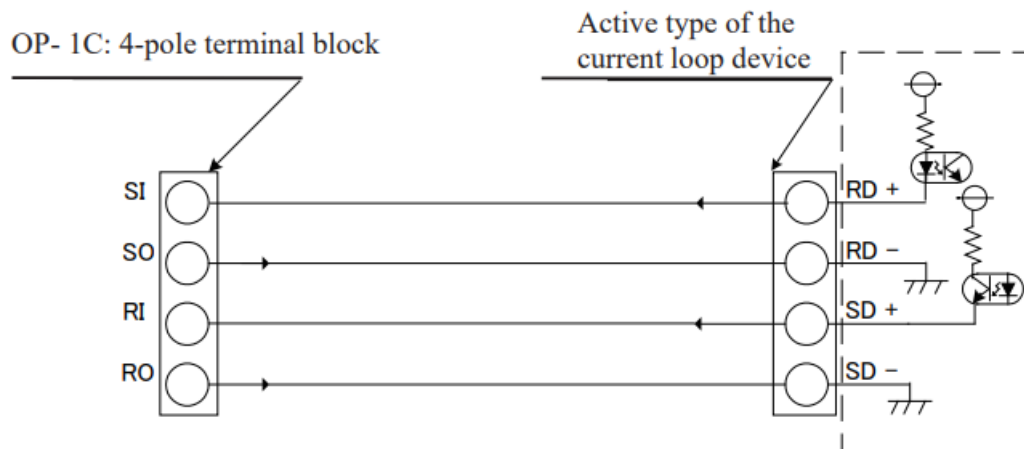 OP- 1C: 4-pole terminal block
Active type of the
current loop device
SI
RD +
SO
RD −
RI
SD +
RO
SD −